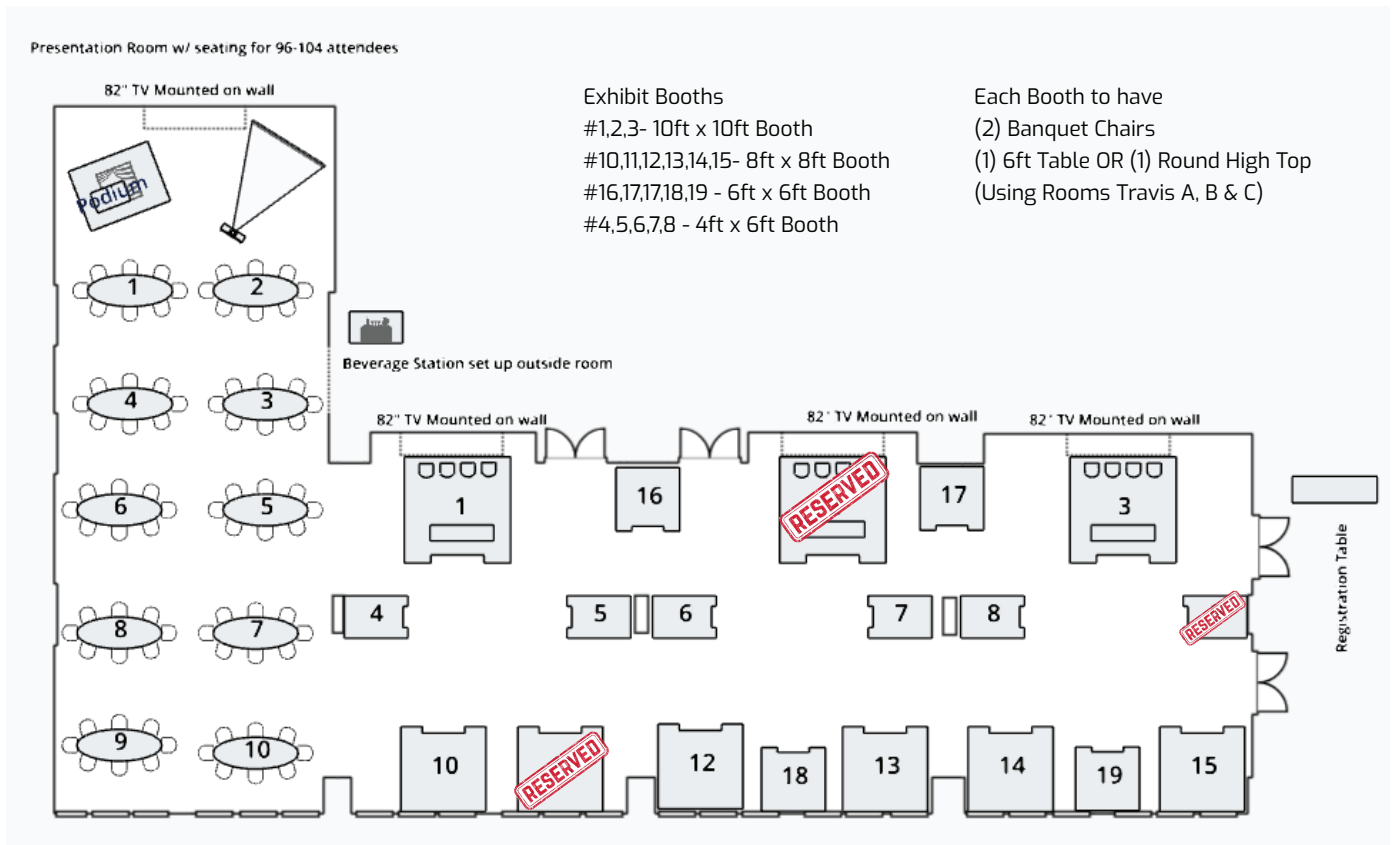 Presentation Room w/ seating for 96-104 attendees
82" TV Mounted on wall
Exhibit Booths
#1,2,3- 10ft x 10ft Booth
#10,11,12,13,14,15- 8ft x 8ft Booth
#16,17,17,18,19 - 6ft x 6ft Booth
#4,5,6,7,8 - 4ft x 6ft Booth
Each Booth to have
(2) Banquet Chairs
(1) 6ft Table OR (1) Round High Top
(Using Rooms Travis A, B & C)
Podium
1
2
Beverage Station set up outside room
4
3
82" TV Mounted on wall
82" TV Mounted on wall
82" TV Mounted on wall
6
5
1
16
RESERVED
17
3
Registration Table
8
7
4
5
6
7
8
RESERVED
9
10
10
RESERVED
12
18
13
14
19
15